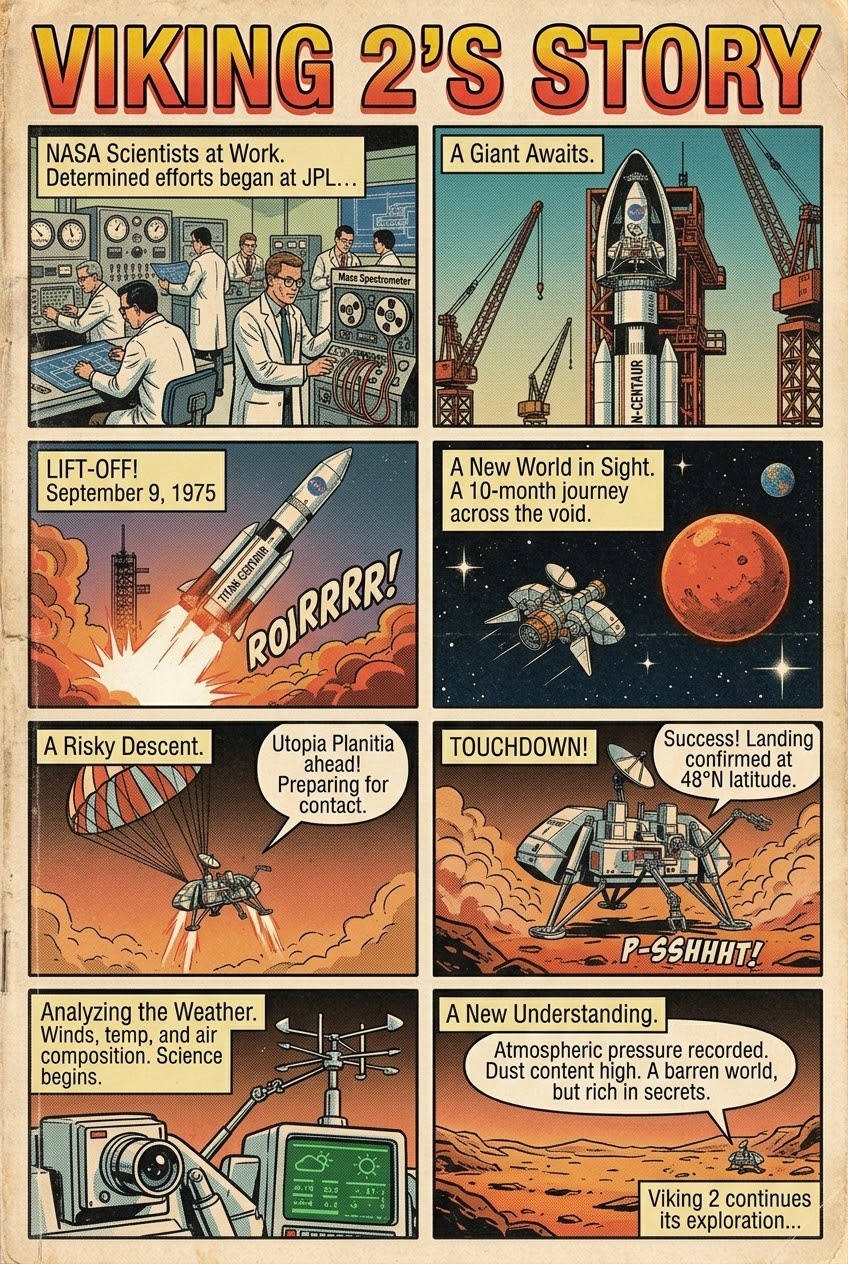 VIKING 2'S STORY
NASA Scientists at Work.
Determined efforts began at JPL...
Mase Spectrometer
A Giant Awaits.
NASA
N-CENTAUR
LIFT-OFF!
September 9, 1975
ROIRRRR!
A New World in Sight.
A 10-month journey
across the void.
A Risky Descent.
Utopia Planitia
ahead!
Preparing for
contact.
TOUCHDOWN!
Success! Landing
confirmed at
48°N latitude.
P-SSHHHT!
Analyzing the Weather.
Winds, temp, and air
composition. Science
begins.
A New Understanding.
Atmospheric pressure recorded.
Dust content high. A barren world,
but rich in secrets.
Viking 2 continues
its exploration...